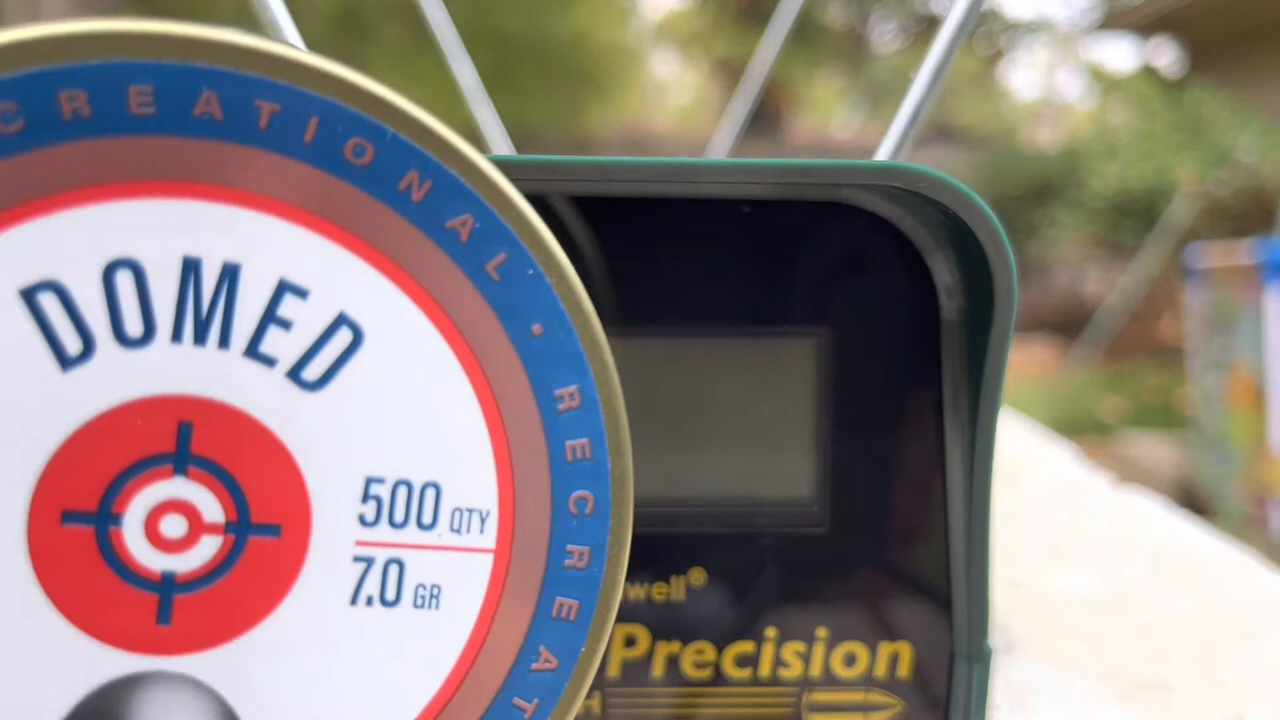 CREATIONAL · RECREAT
DOMED
500 QTY
7.0 GR
well®
Precision
H